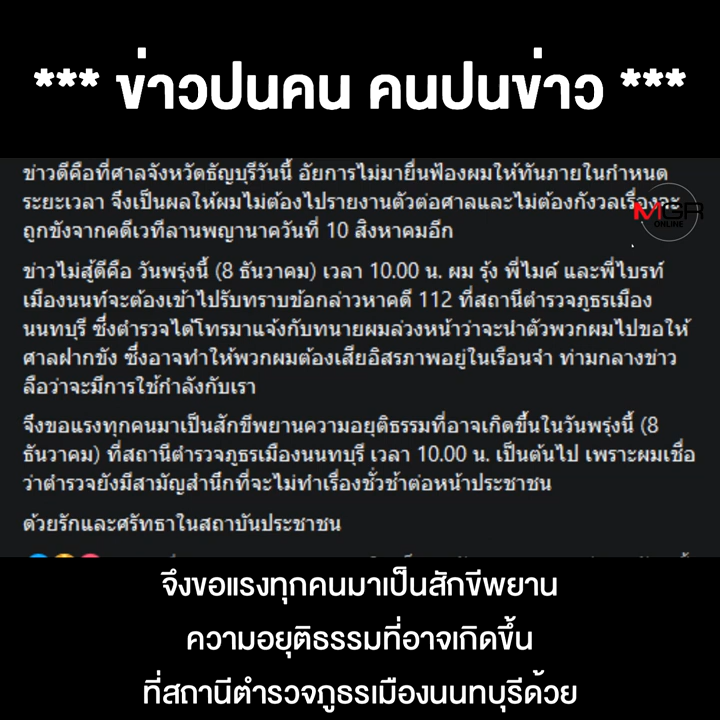 *** ข่าวปนคน คนปนข่าว ***
ข่าวดีคือที่ศาลจังหวัดธัญบุรีวันนี้ อัยการไม่มายื่นฟ้องผมให้ทันภายในกำหนด
ระยะเวลา จึงเป็นผลให้ผมไม่ต้องไปรายงานตัวต่อศาลและไม่ต้องกังวลเรื่องจะ
ถูกขังจากคดีเวทีลานพญานาควันที่ 10 สิงหาคมอีก
MGR
ONLINE
ข่าวไม่สู้ดีคือ วันพรุ่งนี้ (8 ธันวาคม) เวลา 10.00 น. ผม รุ้ง พี่ไมค์ และพี่ไบรท์
เมืองนนท์จะต้องเข้าไปรับทราบข้อกล่าวหาคดี 112 ที่สถานีตำรวจภูธรเมือง
นนทบุรี ซึ่งตำรวจได้โทรมาแจ้งกับทนายผมล่วงหน้าว่าจะนำตัวพวกผมไปขอให้
ศาลฝากขัง ซึ่งอาจทำให้พวกผมต้องเสียอิสรภาพอยู่ในเรือนจำ ท่ามกลางข่าว
ลือว่าจะมีการใช้กำลังกับเรา
จึงขอแรงทุกคนมาเป็นสักขีพยานความอยุติธรรมที่อาจเกิดขึ้นในวันพรุ่งนี้ (8
ธันวาคม) ที่สถานีตำรวจภูธรเมืองนนทบุรี เวลา 10.00 น. เป็นต้นไป เพราะผมเชื่อ
ว่าตำรวจยังมีสามัญสำนึกที่จะไม่ทำเรื่องชั่วช้าต่อหน้าประชาชน
ด้วยรักและศรัทธาในสถาบันประชาชน
จึงขอแรงทุกคนมาเป็นสักขีพยาน
ความอยุติธรรมที่อาจเกิดขึ้น
ที่สถานีตำรวจภูธรเมืองนนทบุรีด้วย